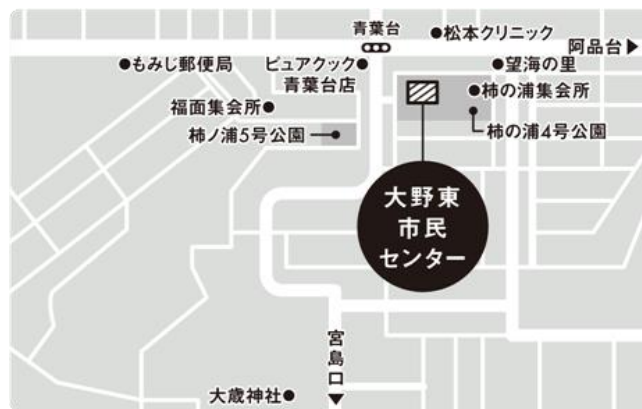 青葉台
●松本クリニック
阿品台▶
●もみじ郵便局
ピュアクック●
青葉台店
●望海の里
福面集会所●
●柿の浦集会所
柿ノ浦5号公園
柿の浦4号公園
大野東
市民
センター
宮島口▼
大歳神社●